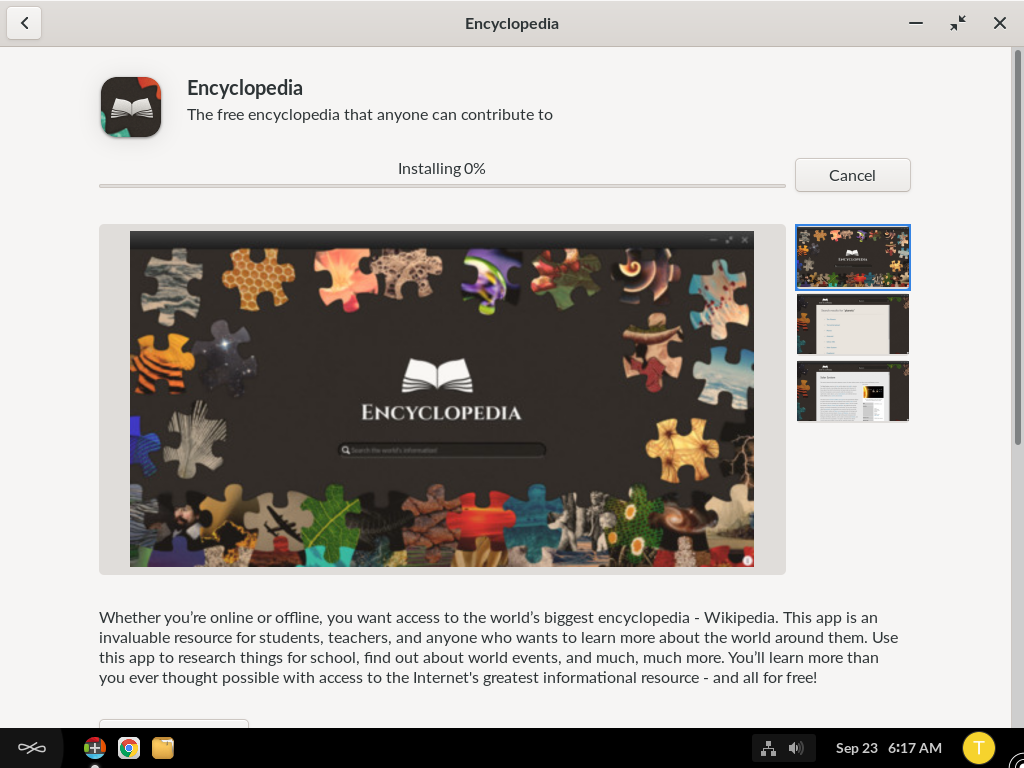 Encyclopedia
Encyclopedia
The free encyclopedia that anyone can contribute to
Installing 0%
Cancel
ENCYCLOPEDIA
Search the world's information!
ENCYCLOPEDIA
Whether you’re online or offline, you want access to the world’s biggest encyclopedia - Wikipedia. This app is an
invaluable resource for students, teachers, and anyone who wants to learn more about the world around them. Use
this app to research things for school, find out about world events, and much, much more. You’ll learn more than
you ever thought possible with access to the Internet's greatest informational resource - and all for free!
Sep 23 6:17 AM
T